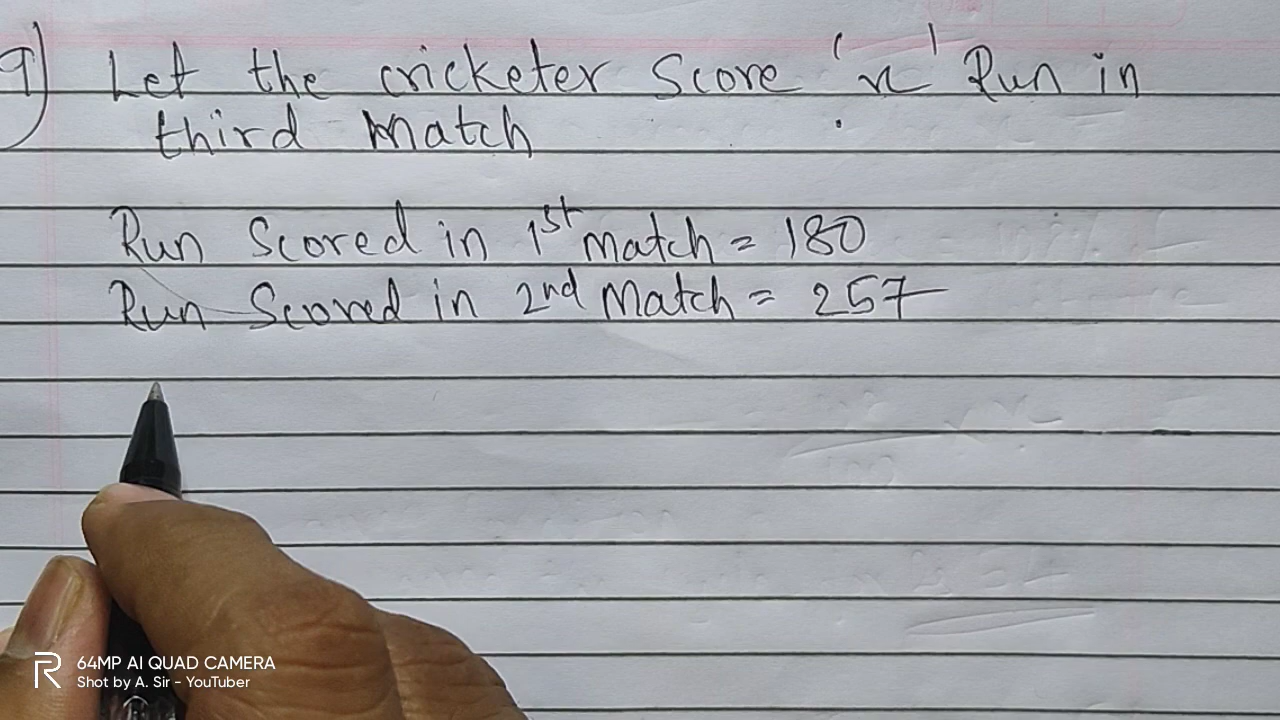 9) Let the cricketer Score 'x' Run in
third Match
Run Scored in 1st Match = 180
Run Scored in 2nd Match = 257
R 64MP AI QUAD CAMERA
Shot by A. Sir - YouTuber